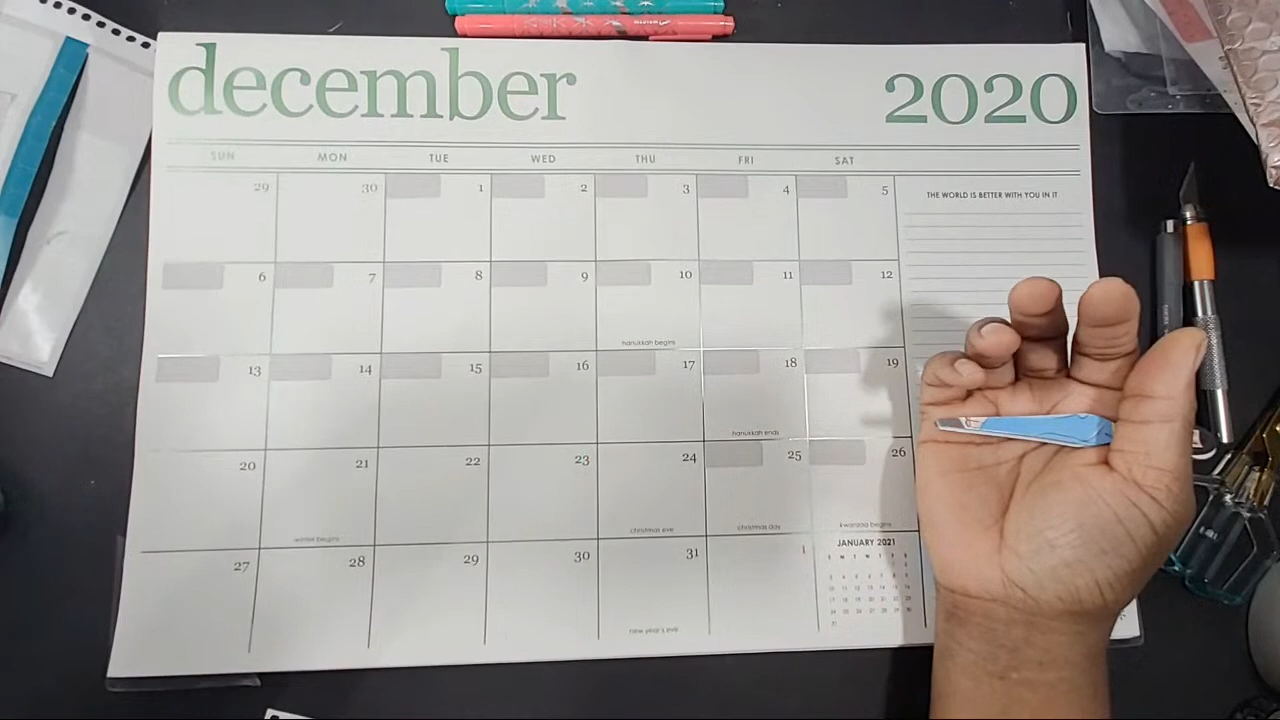 MEDIUM
december 2020
SUN MON TUE WED THU FRI SAT
29 30 1 2 3 4 5
THE WORLD IS BETTER WITH YOU IN IT
6 7 8 9 10 11 12
hanukkah begins
13 14 15 16 17 18 19
hanukkah ends
20 21 22 23 24 25 26
winter begins christmas eve christmas day kwanzaa begins
27 28 29 30 31 1
JANUARY 2021
S M T W T F S
new year's eve